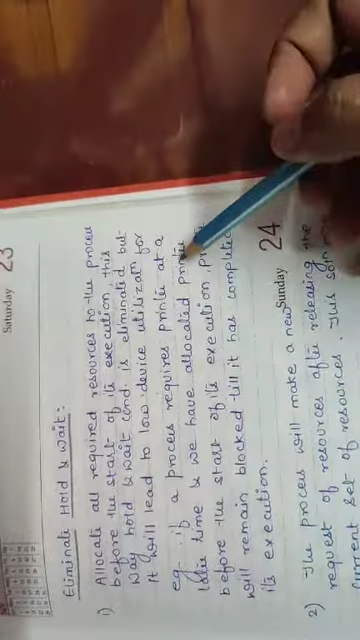 Saturday 23
Eliminate Hold & Wait:
1) Allocate all required resources to the process
before the start of its execution, this
way hold & wait cond. is eliminated but
It will lead to low device utilizatn for
eg. if a process requires printer at a
later time & we have allocated printer
before the start of its execution
will remain blocked till it has completed
its execution.
Sunday 24
2) The process will make a new
request of resources after releasing the
current set of resources. This soln